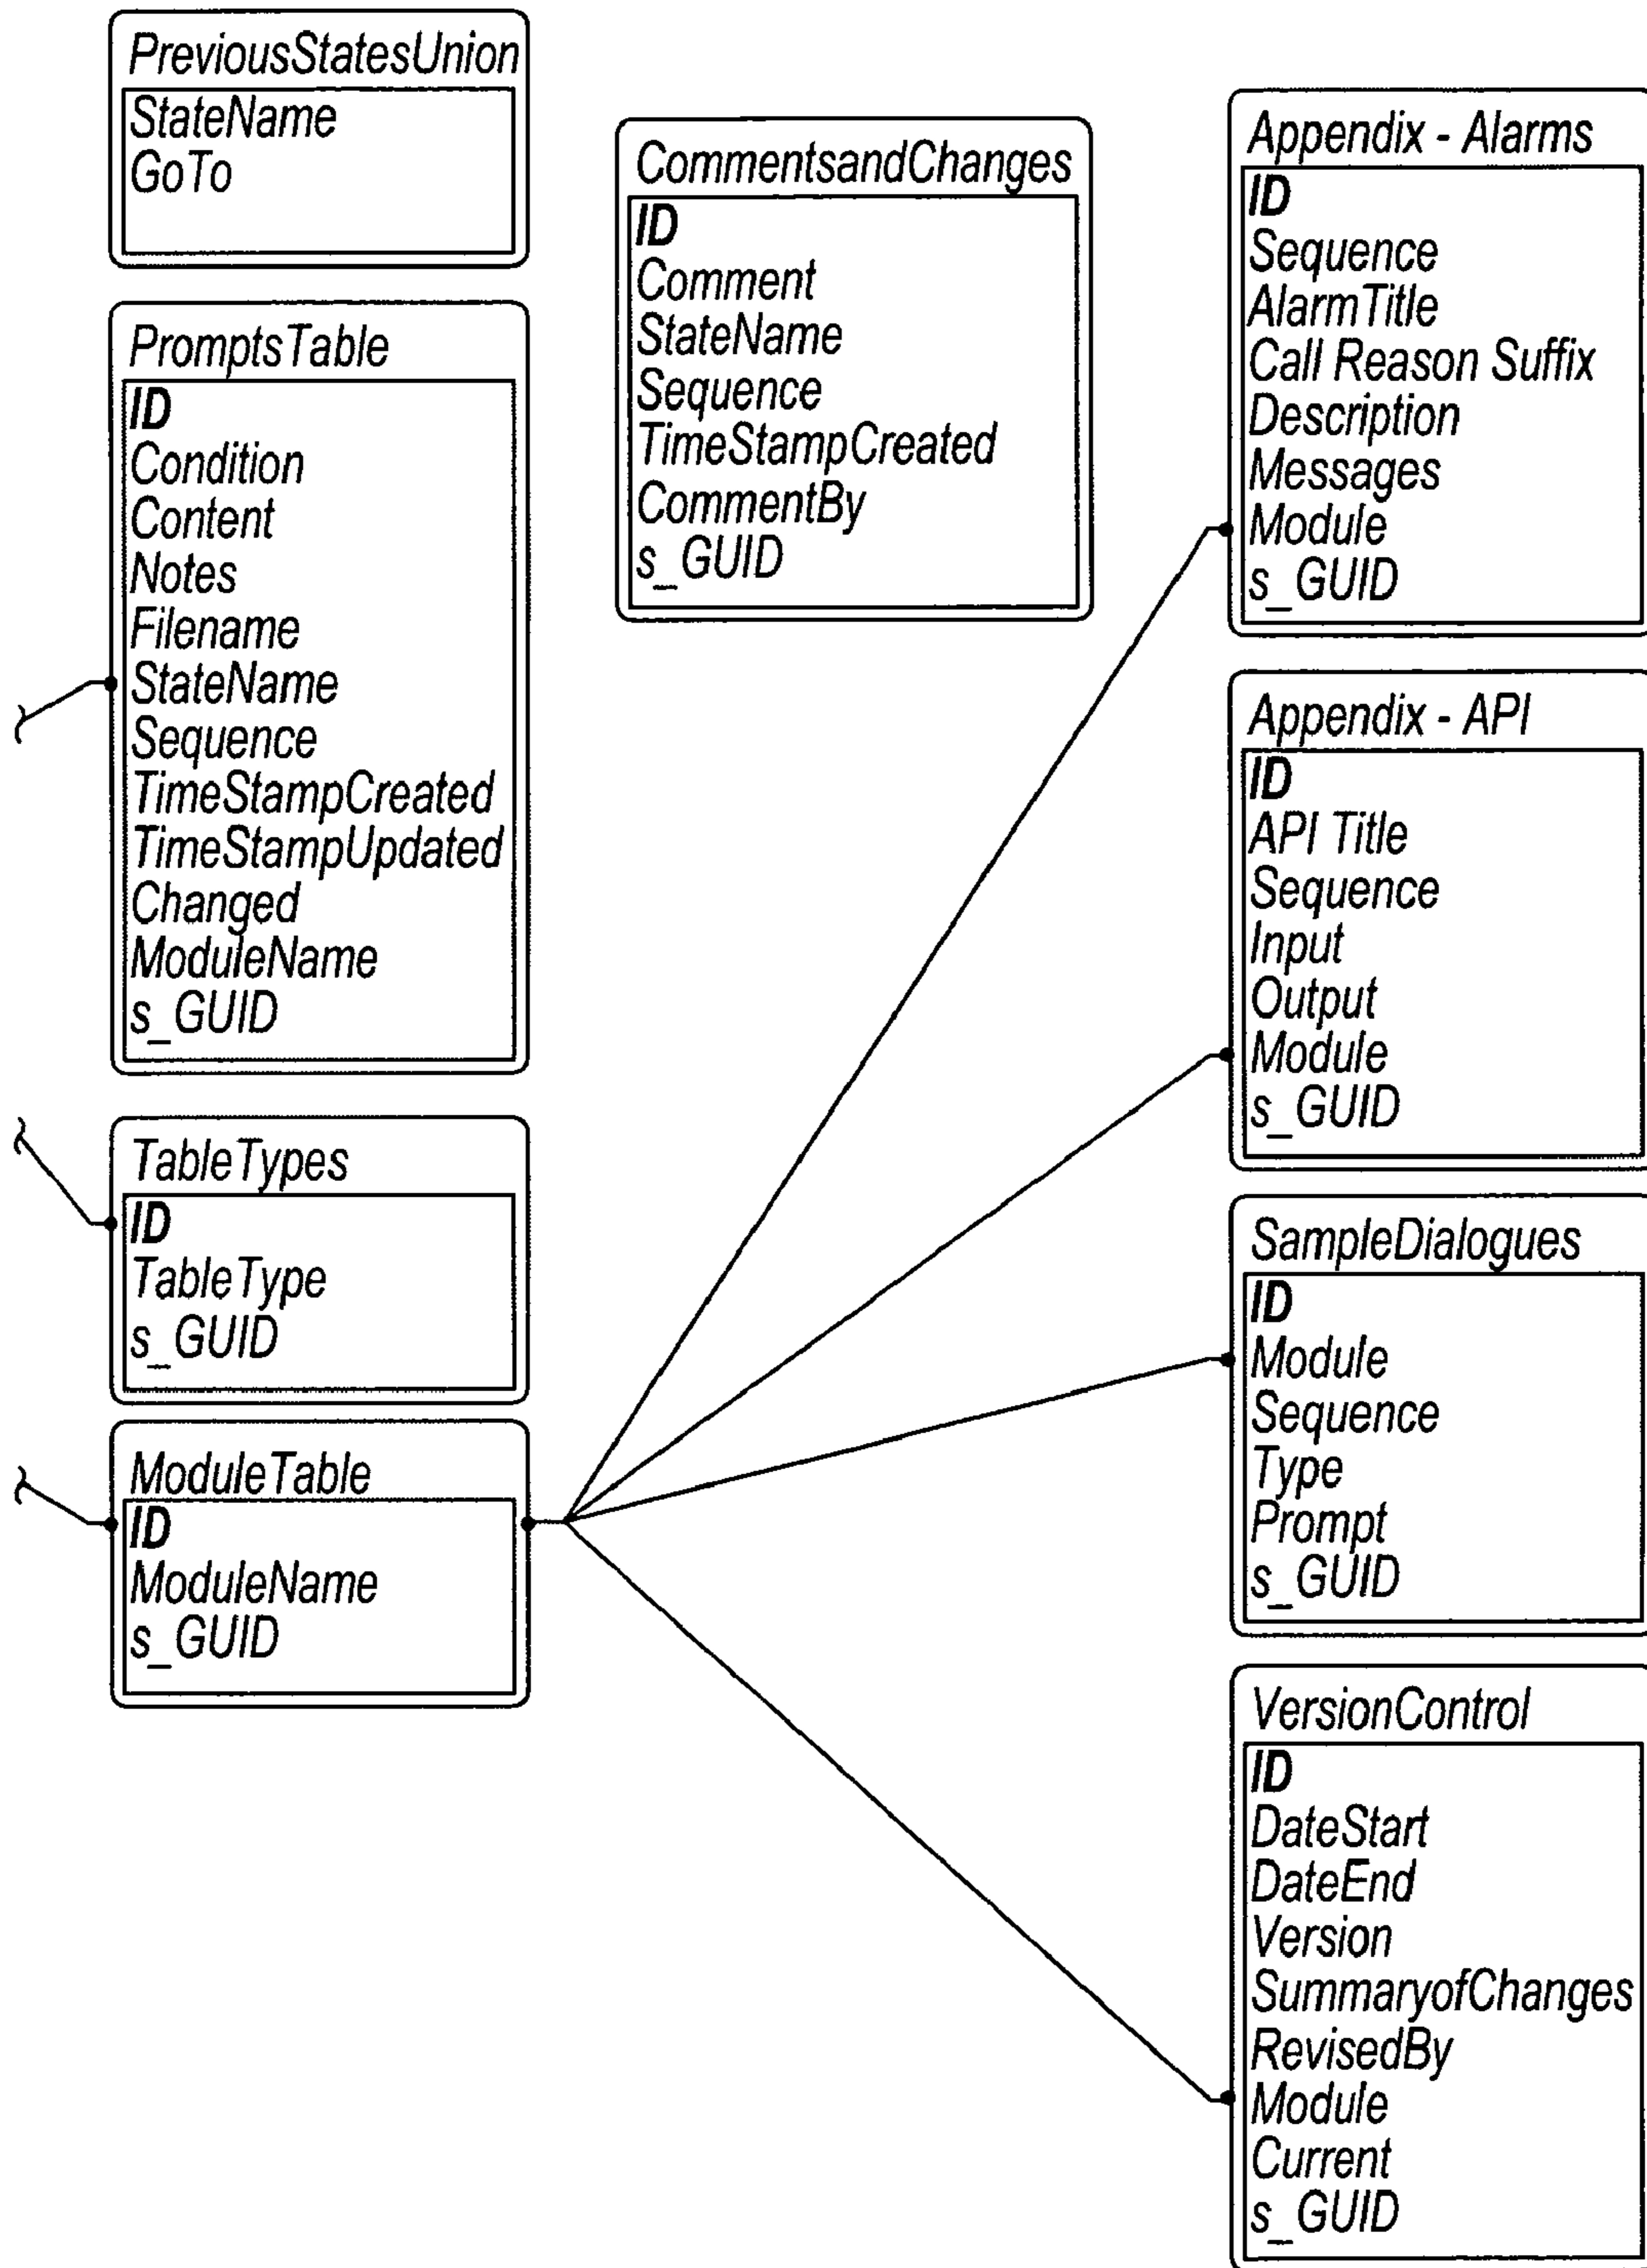 PreviousStatesUnion
StateName
GoTo
PromptsTable
ID
Condition
Content
Notes
Filename
StateName
Sequence
TimeStampCreated
TimeStampUpdated
Changed
ModuleName
s_GUID
TableTypes
ID
TableType
s_GUID
ModuleTable
ID
ModuleName
s_GUID
CommentsandChanges
ID
Comment
StateName
Sequence
TimeStampCreated
CommentBy
s_GUID
Appendix - Alarms
ID
Sequence
AlarmTitle
Call Reason Suffix
Description
Messages
Module
s_GUID
Appendix - API
ID
API Title
Sequence
Input
Output
Module
s_GUID
SampleDialogues
ID
Module
Sequence
Type
Prompt
s_GUID
VersionControl
ID
DateStart
DateEnd
Version
SummaryofChanges
RevisedBy
Module
Current
s_GUID